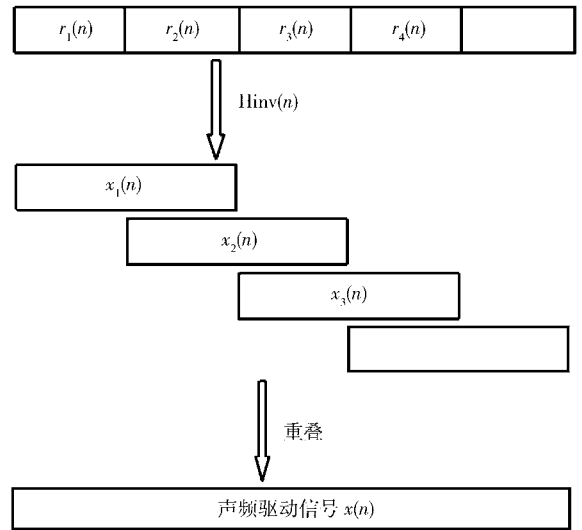 r₁(n) r₂(n) r₃(n) r₄(n)
Hinv(n)
x₁(n)
x₂(n)
x₃(n)
重叠
声频驱动信号 x(n)